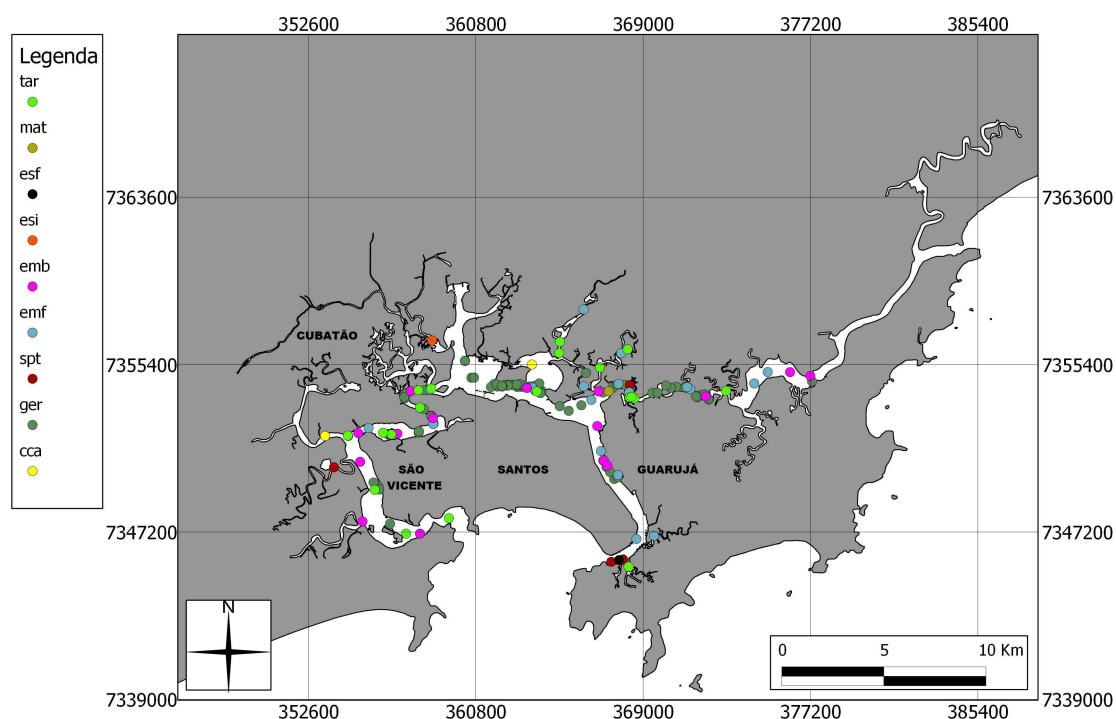 352600 360800 369000 377200 385400
Legenda
tar
mat
esf
esi
emb
emf
spt
ger
cca
7363600 7363600
CUBATÃO
7355400 7355400
SÃO
VICENTE
SANTOS
GUARUJÁ
7347200 7347200
N
0 5 10 Km
7339000 7339000
352600 360800 369000 377200 385400